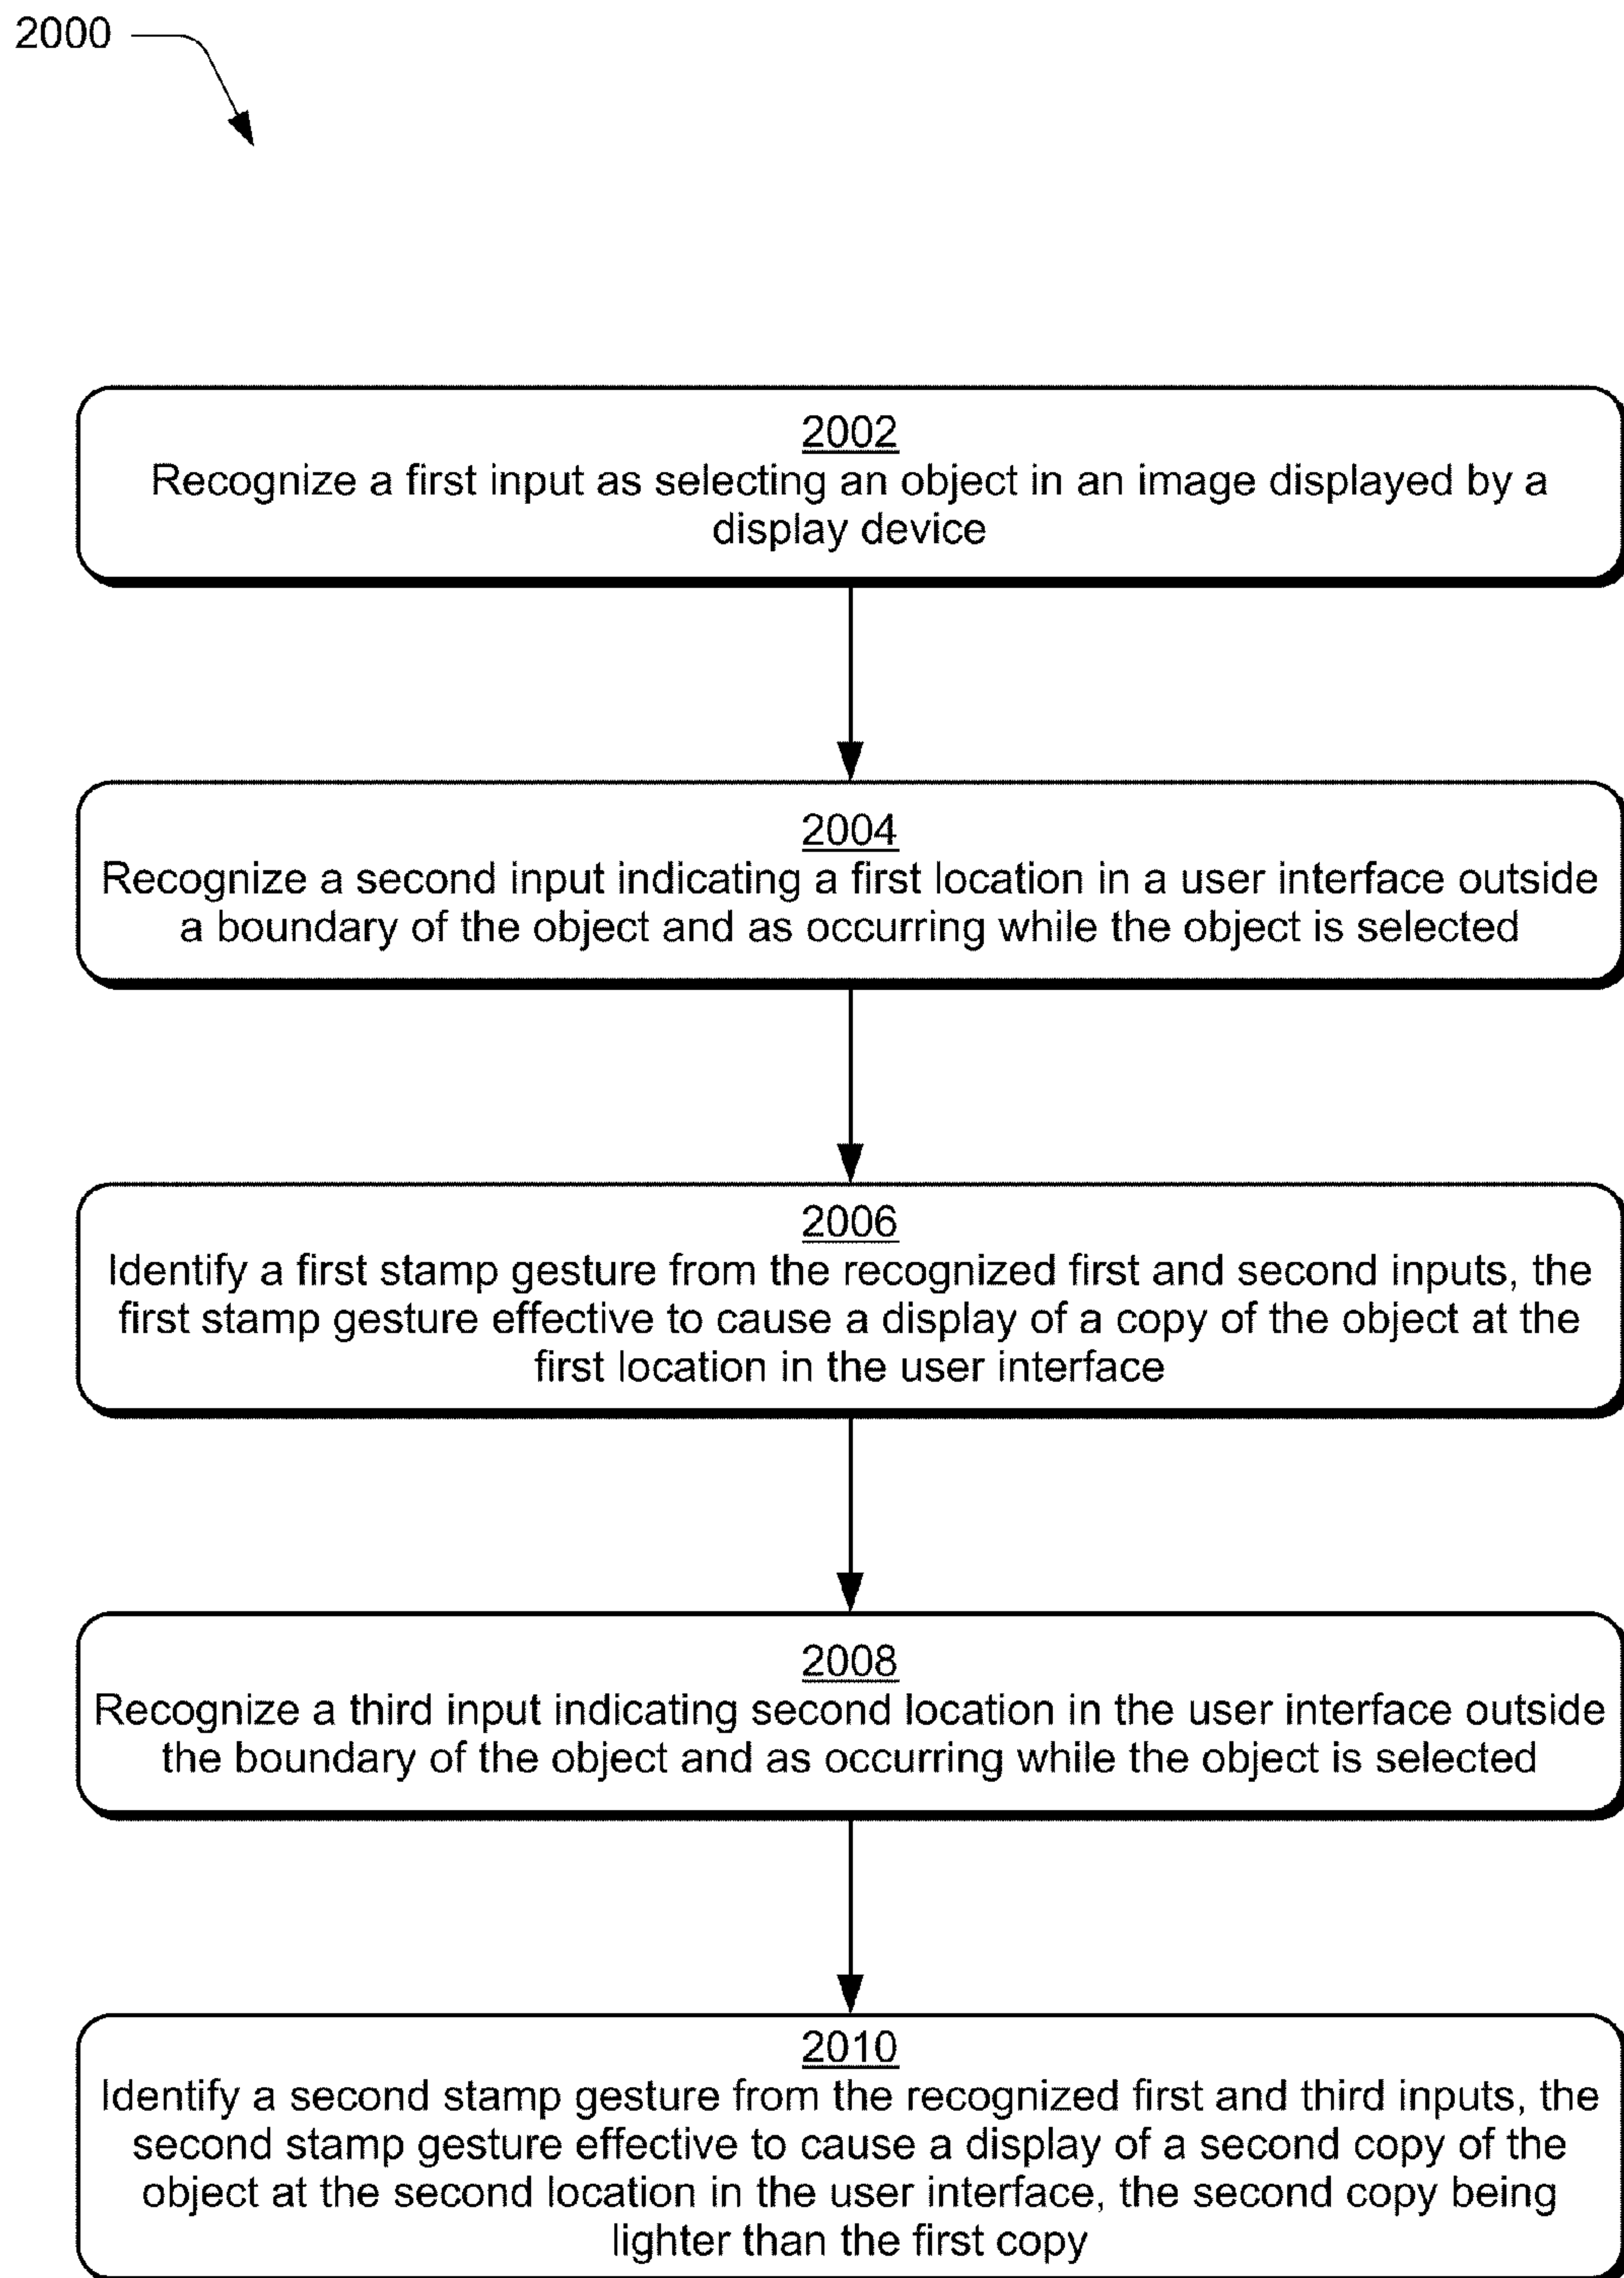 2000
2002
Recognize a first input as selecting an object in an image displayed by a
display device
2004
Recognize a second input indicating a first location in a user interface outside
a boundary of the object and as occurring while the object is selected
2006
Identify a first stamp gesture from the recognized first and second inputs, the
first stamp gesture effective to cause a display of a copy of the object at the
first location in the user interface
2008
Recognize a third input indicating second location in the user interface outside
the boundary of the object and as occurring while the object is selected
2010
Identify a second stamp gesture from the recognized first and third inputs, the
second stamp gesture effective to cause a display of a second copy of the
object at the second location in the user interface, the second copy being
lighter than the first copy